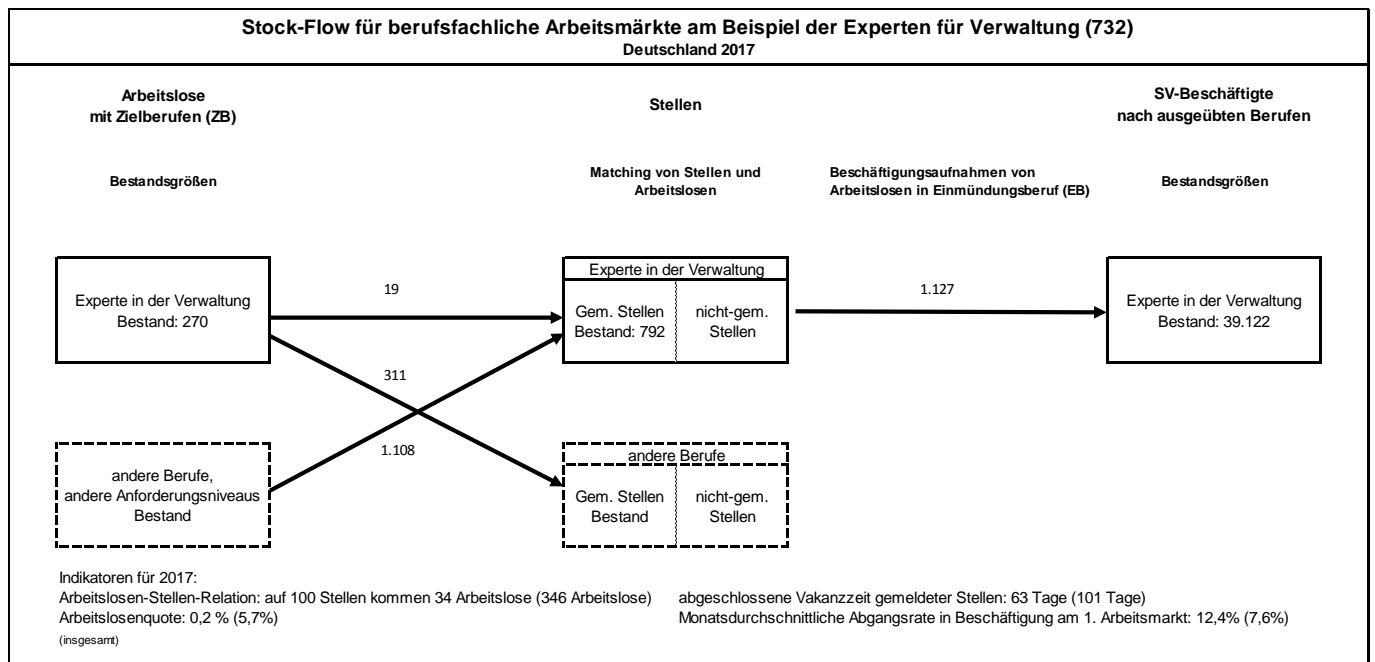 Stock-Flow für berufsfachliche Arbeitsmärkte am Beispiel der Experten für Verwaltung (732)
Deutschland 2017
Arbeitslose
mit Zielberufen (ZB)
Stellen
SV-Beschäftigte
nach ausgeübten Berufen
Bestandsgrößen
Matching von Stellen und
Arbeitslosen
Beschäftigungsaufnahmen von
Arbeitslosen in Einmündungsberuf (EB)
Bestandsgrößen
Experte in der Verwaltung
Bestand: 270
19
Experte in der Verwaltung
Gem. Stellen
Bestand: 792
nicht-gem.
Stellen
1.127
Experte in der Verwaltung
Bestand: 39.122
311
1.108
andere Berufe,
andere Anforderungsniveaus
Bestand
andere Berufe
Gem. Stellen
Bestand
nicht-gem.
Stellen
Indikatoren für 2017:
Arbeitslosen-Stellen-Relation: auf 100 Stellen kommen 34 Arbeitslose (346 Arbeitslose)
Arbeitslosenquote: 0,2 % (5,7%)
(insgesamt)
abgeschlossene Vakanzzeit gemeldeter Stellen: 63 Tage (101 Tage)
Monatsdurchschnittliche Abgangsrate in Beschäftigung am 1. Arbeitsmarkt: 12,4% (7,6%)